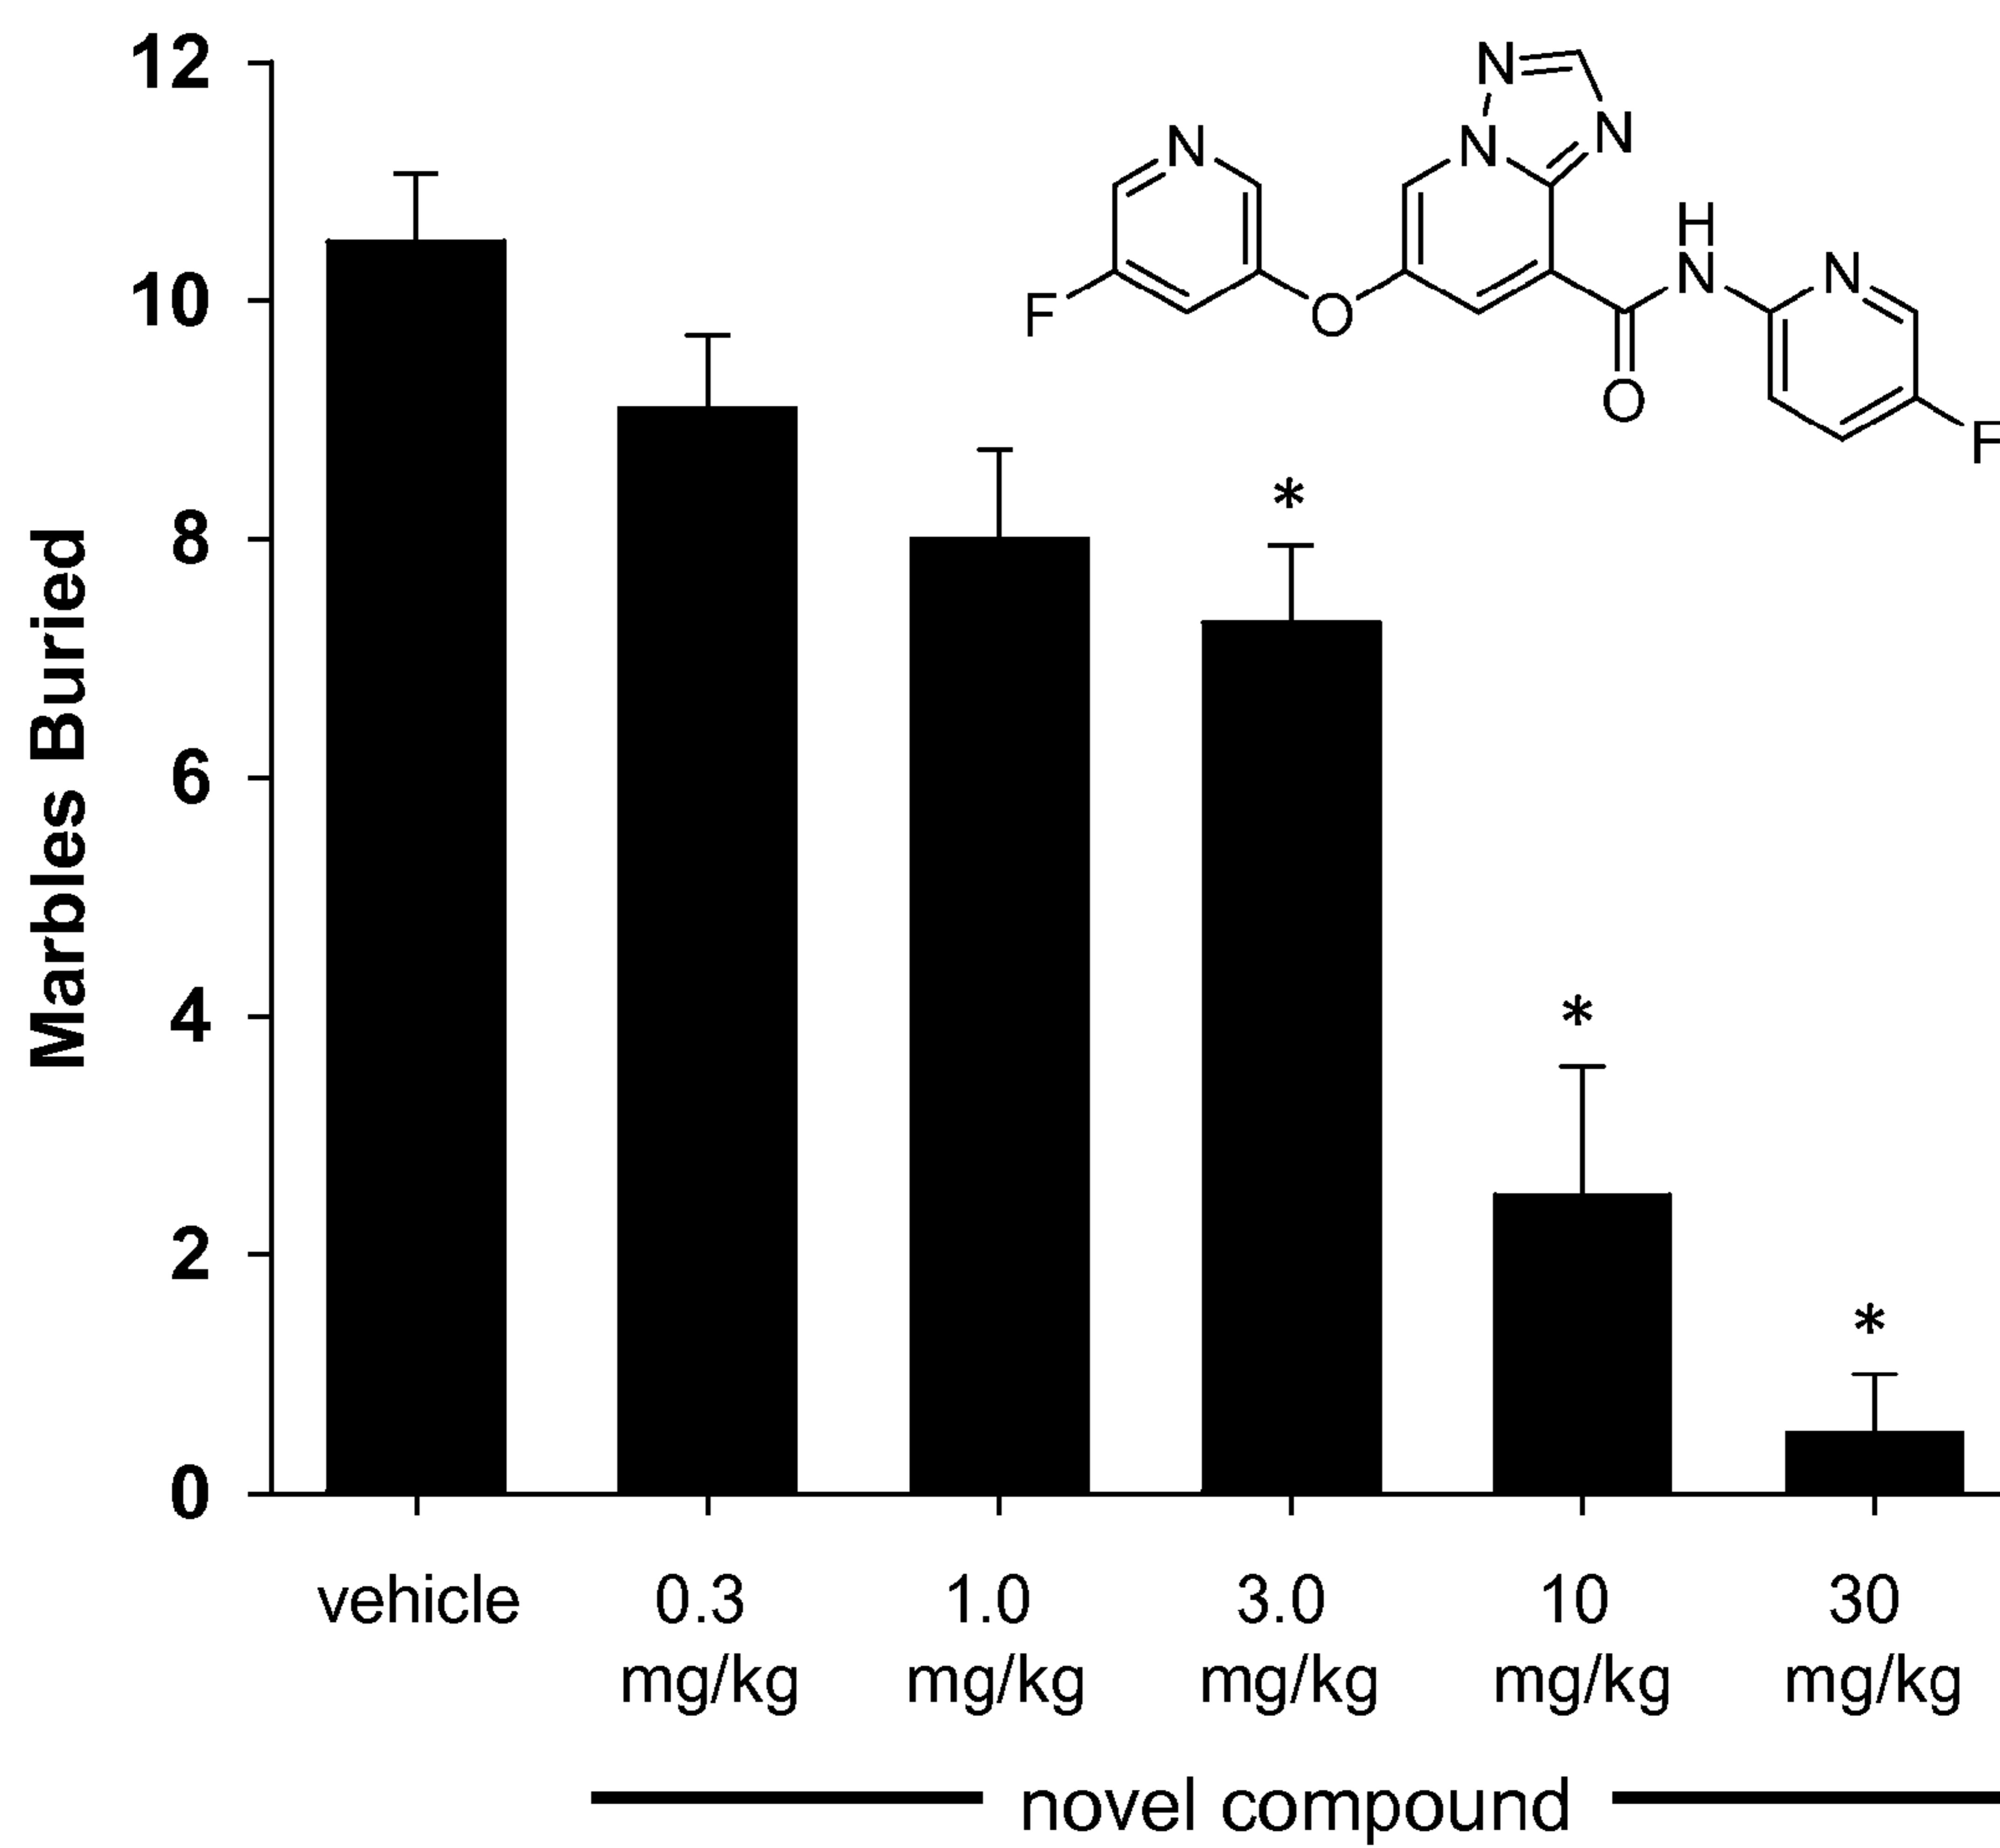 12
10
8
6
4
2
0
Marbles Buried
N
N
N
N
H
N
N
F
O
O
F
*
*
*
vehicle 0.3 1.0 3.0 10 30
mg/kg mg/kg mg/kg mg/kg mg/kg
novel compound